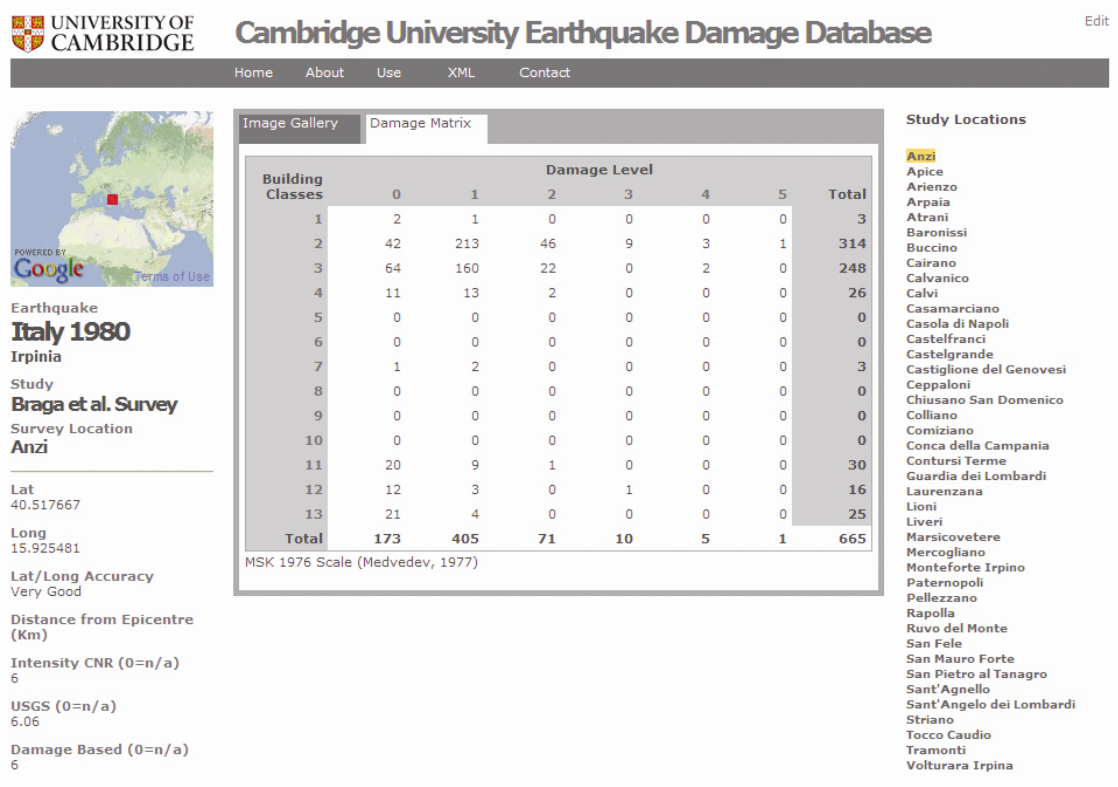 UNIVERSITY OF
CAMBRIDGE
Cambridge University Earthquake Damage Database
Edit
Home About Use XML Contact
POWERED BY
Google
Terms of Use
Earthquake
Italy 1980
Irpinia
Study
Braga et al. Survey
Survey Location
Anzi
Lat
40.517667
Long
15.925481
Lat/Long Accuracy
Very Good
Distance from Epicentre
(Km)
Intensity CNR (0=n/a)
6
USGS (0=n/a)
6.06
Damage Based (0=n/a)
6
Image Gallery Damage Matrix
Damage Level
Building
Classes 0 1 2 3 4 5 Total
1 2 1 0 0 0 0 3
2 42 213 46 9 3 1 314
3 64 160 22 0 2 0 248
4 11 13 2 0 0 0 26
5 0 0 0 0 0 0 0
6 0 0 0 0 0 0 0
7 1 2 0 0 0 0 3
8 0 0 0 0 0 0 0
9 0 0 0 0 0 0 0
10 0 0 0 0 0 0 0
11 20 9 1 0 0 0 30
12 12 3 0 1 0 0 16
13 21 4 0 0 0 0 25
Total 173 405 71 10 5 1 665
MSK 1976 Scale (Medvedev, 1977)
Study Locations
Anzi
Apice
Arienzo
Arpaia
Atrani
Baronissi
Buccino
Cairano
Calvanico
Calvi
Casamarciano
Casola di Napoli
Castelfranci
Castelgrande
Castiglione del Genovesi
Ceppaloni
Chiusano San Domenico
Colliano
Comiziano
Conca della Campania
Contursi Terme
Guardia dei Lombardi
Laurenzana
Lioni
Liveri
Marsicovetere
Mercogliano
Monteforte Irpino
Paternopoli
Pellezzano
Rapolla
Ruvo del Monte
San Fele
San Mauro Forte
San Pietro al Tanagro
Sant'Agnello
Sant'Angelo dei Lombardi
Striano
Tocco Caudio
Tramonti
Volturara Irpina